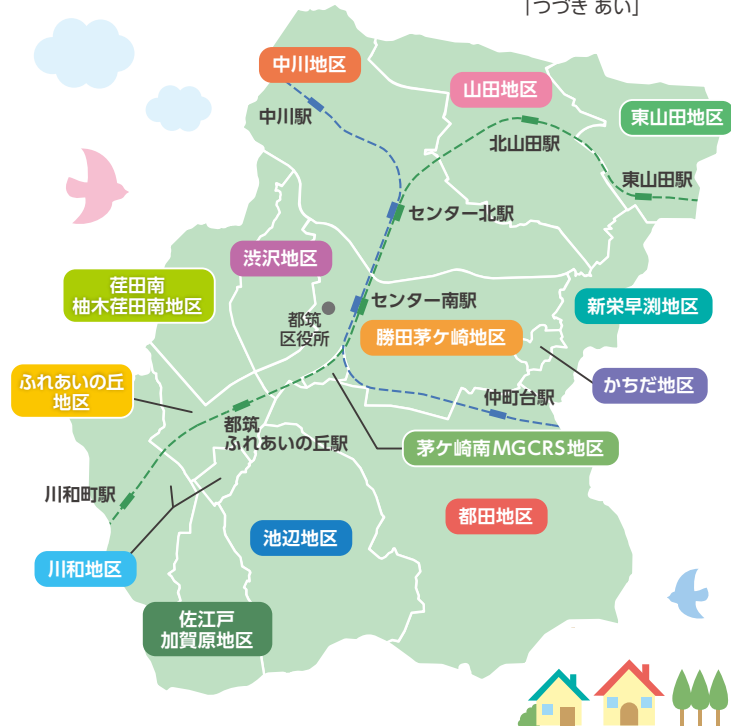 「つづき あい」
中川地区
中川駅
山田地区
北山田駅
東山田地区
東山田駅
センター北駅
渋沢地区
荏田南
柚木荏田南地区
センター南駅
都筑
区役所
勝田茅ケ崎地区
新栄早渕地区
かちだ地区
ふれあいの丘
地区
仲町台駅
都筑
ふれあいの丘駅
茅ケ崎南MGCRS地区
川和町駅
都田地区
池辺地区
川和地区
佐江戸
加賀原地区